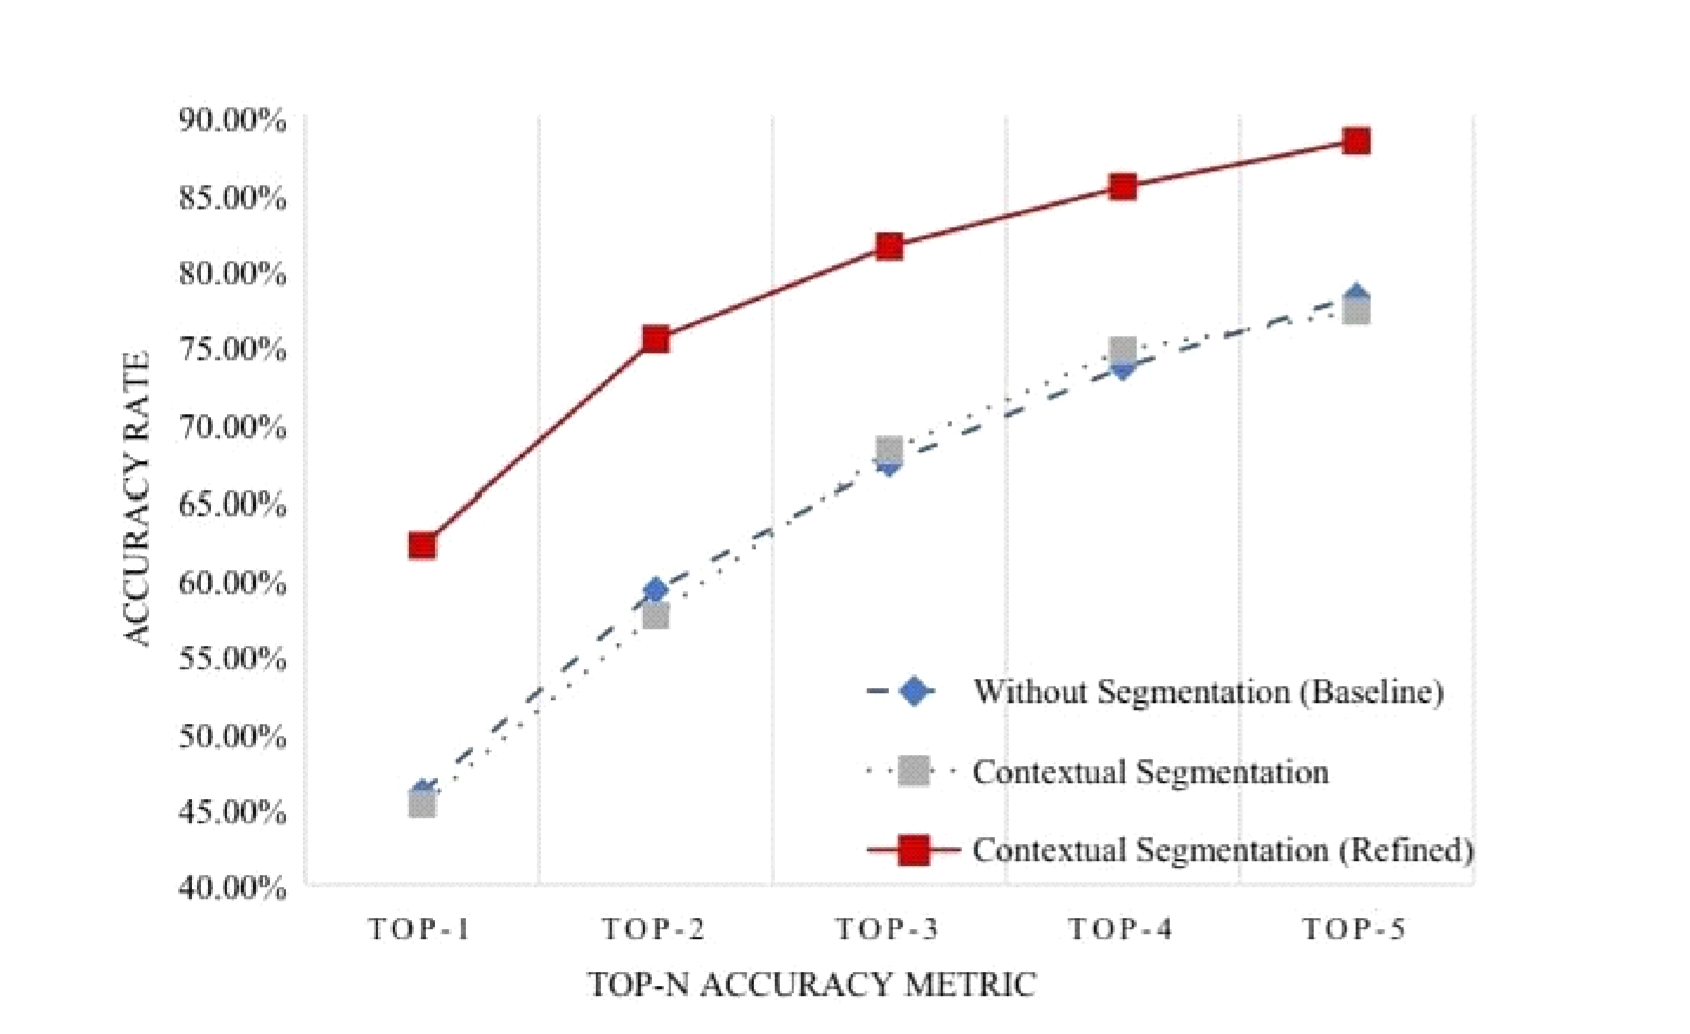 90.00%
85.00%
80.00%
75.00%
70.00%
65.00%
60.00%
55.00%
50.00%
45.00%
40.00%
ACCURACY RATE
Without Segmentation (Baseline)
Contextual Segmentation
Contextual Segmentation (Refined)
TOP-1 TOP-2 TOP-3 TOP-4 TOP-5
TOP-N ACCURACY METRIC